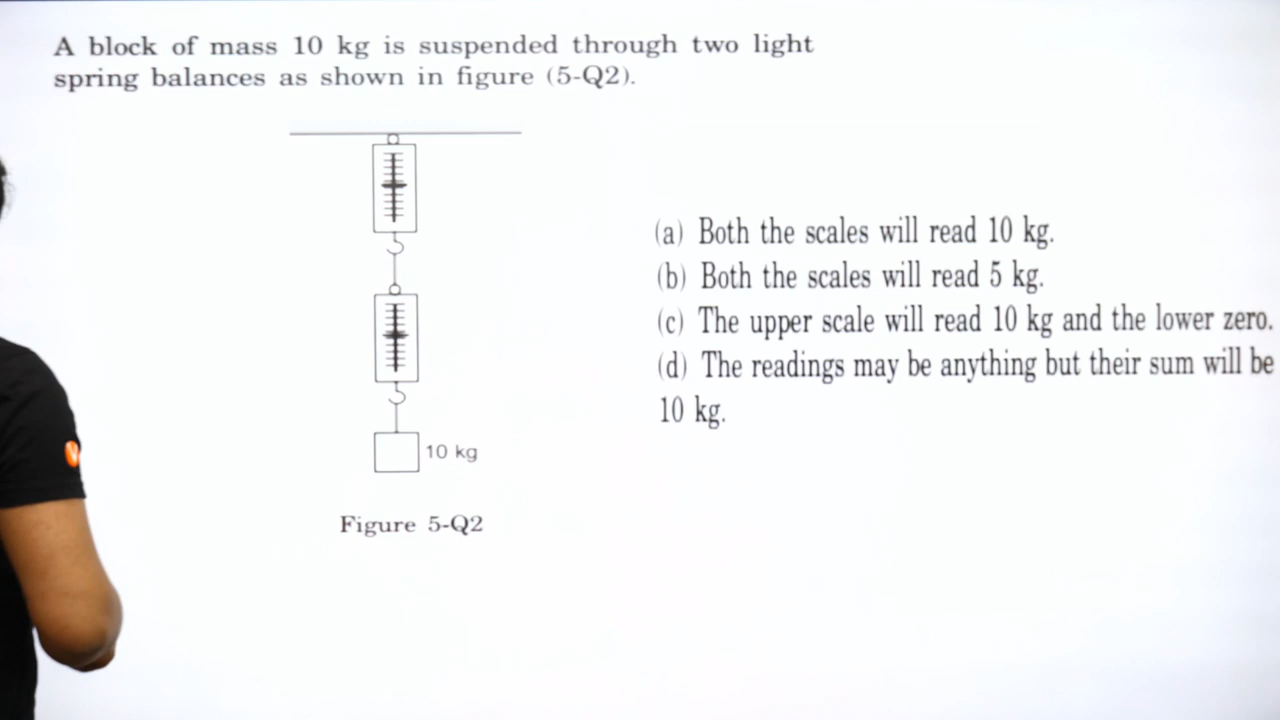 A block of mass 10 kg is suspended through two light
spring balances as shown in figure (5-Q2).
(a) Both the scales will read 10 kg.
(b) Both the scales will read 5 kg.
(c) The upper scale will read 10 kg and the lower zero.
(d) The readings may be anything but their sum will be
10 kg.
10 kg
Figure 5-Q2